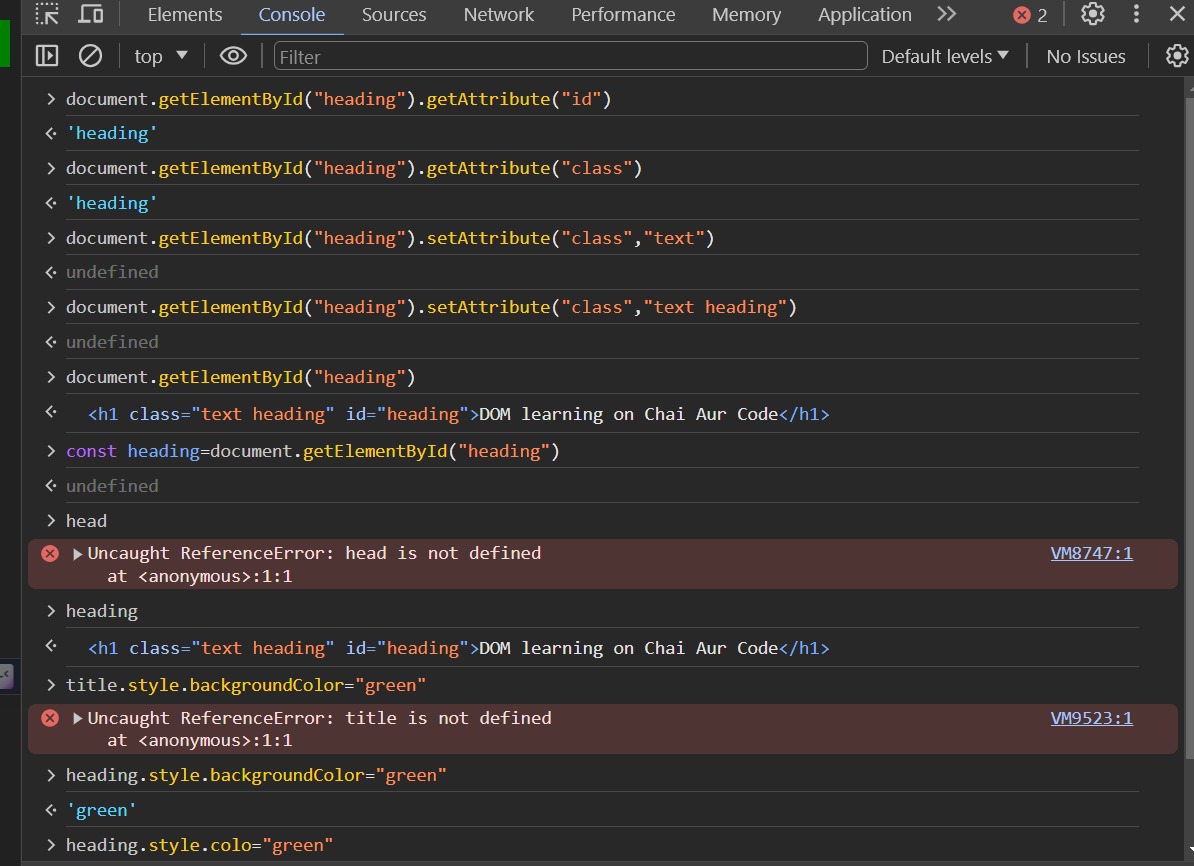 Elements Console Sources Network Performance Memory Application 2
top Filter Default levels No Issues
document.getElementById("heading").getAttribute("id")
'heading'
document.getElementById("heading").getAttribute("class")
'heading'
document.getElementById("heading").setAttribute("class","text")
undefined
document.getElementById("heading").setAttribute("class","text heading")
undefined
document.getElementById("heading")
<h1 class="text heading" id="heading">DOM learning on Chai Aur Code</h1>
const heading=document.getElementById("heading")
undefined
head
Uncaught ReferenceError: head is not defined VM8747:1
at <anonymous>:1:1
heading
<h1 class="text heading" id="heading">DOM learning on Chai Aur Code</h1>
title.style.backgroundColor="green"
Uncaught ReferenceError: title is not defined VM9523:1
at <anonymous>:1:1
heading.style.backgroundColor="green"
'green'
heading.style.colo="green"